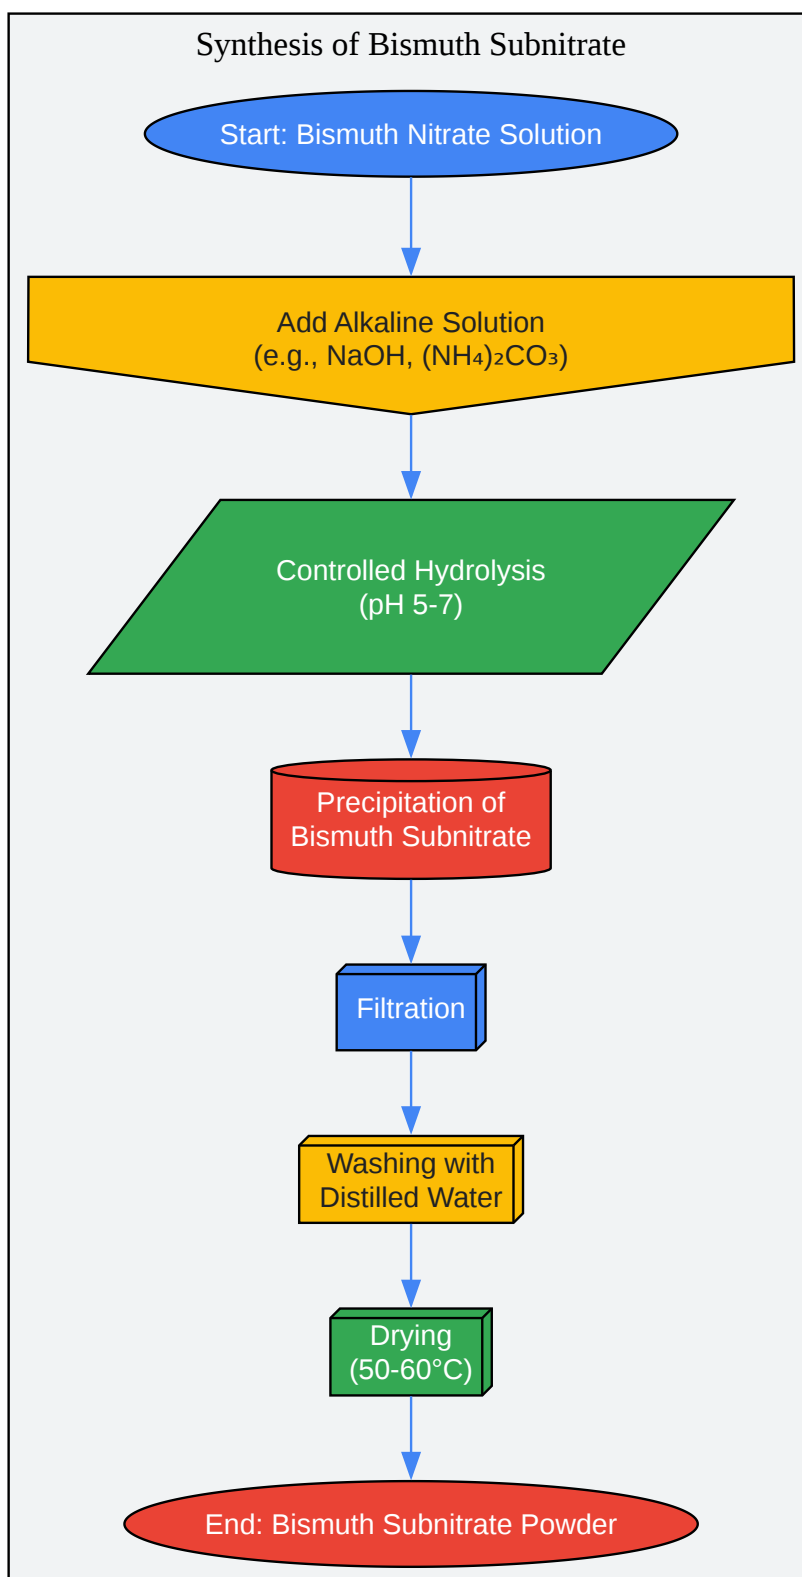 Synthesis of Bismuth Subnitrate
Start: Bismuth Nitrate Solution
Add Alkaline Solution
(e.g., NaOH, (NH₄)₂CO₃)
Controlled Hydrolysis
(pH 5-7)
Precipitation of
Bismuth Subnitrate
Filtration
Washing with
Distilled Water
Drying
(50-60°C)
End: Bismuth Subnitrate Powder